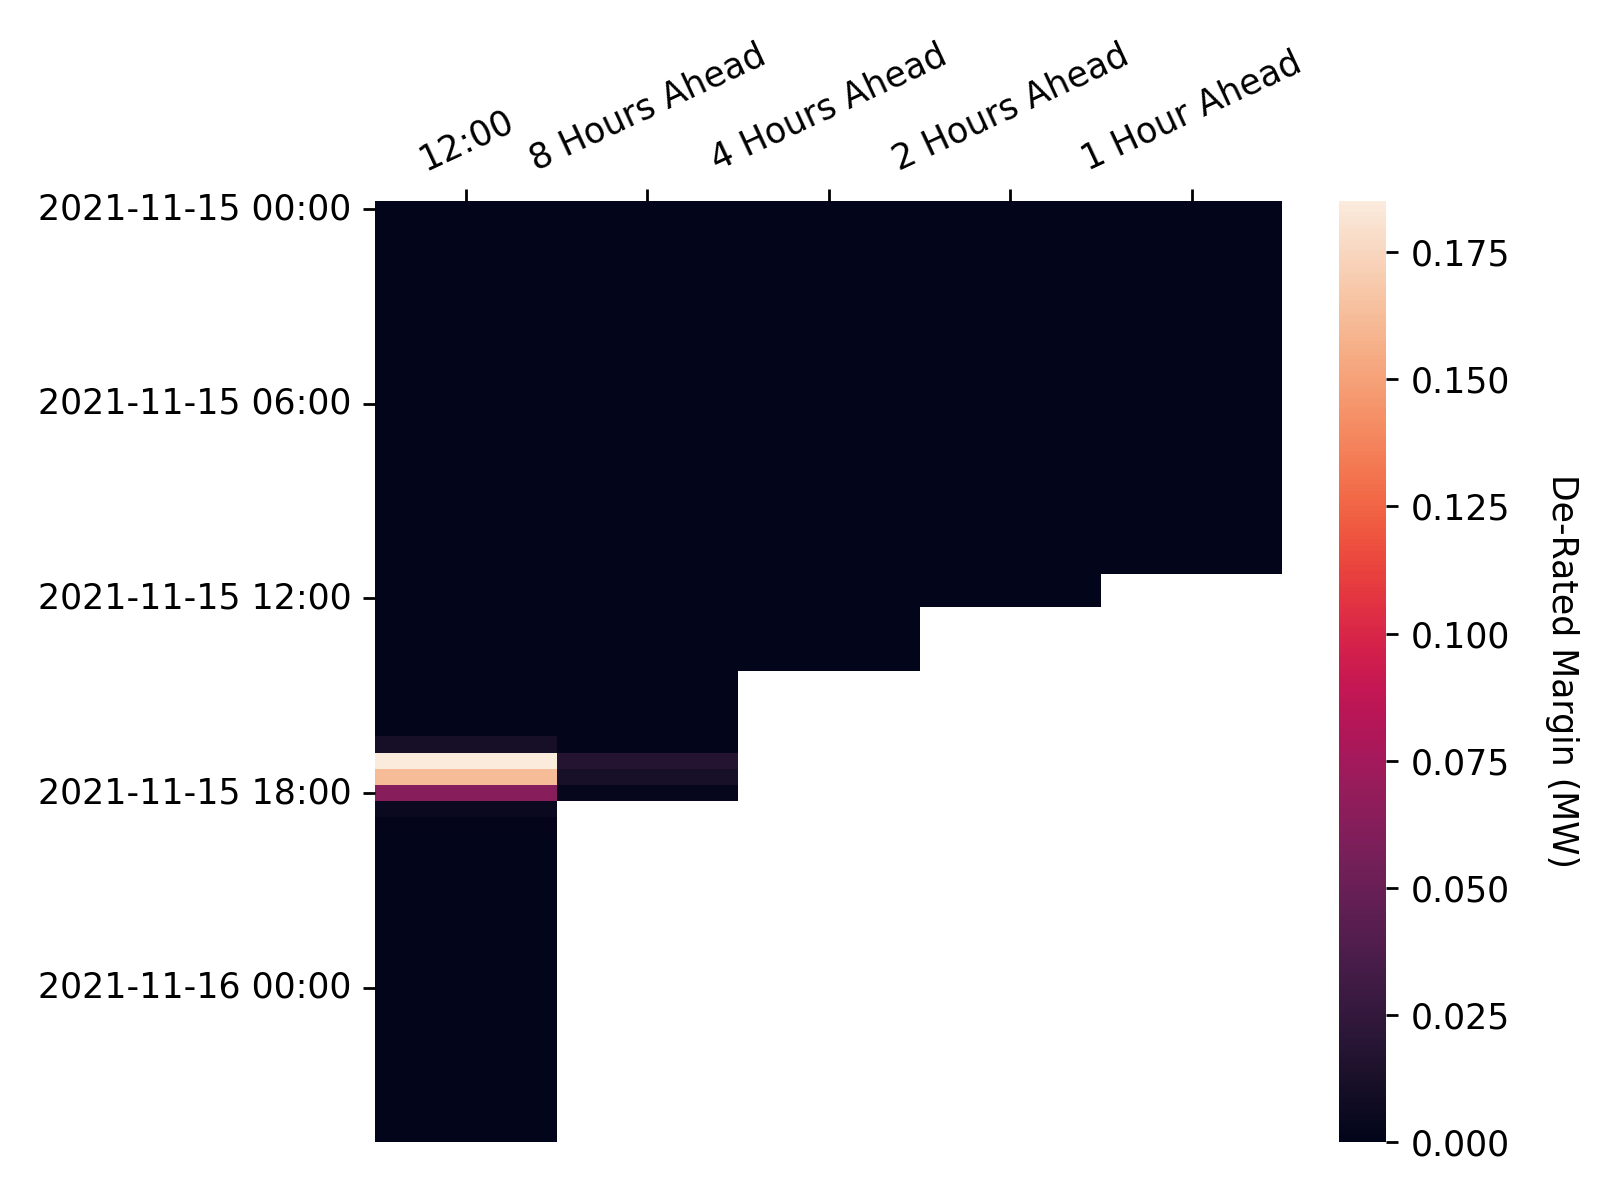 12:00
8 Hours Ahead
4 Hours Ahead
2 Hours Ahead
1 Hour Ahead
2021-11-15 00:00
2021-11-15 06:00
2021-11-15 12:00
2021-11-15 18:00
2021-11-16 00:00
0.175
0.150
0.125
0.100
0.075
0.050
0.025
0.000
De-Rated Margin (MW)